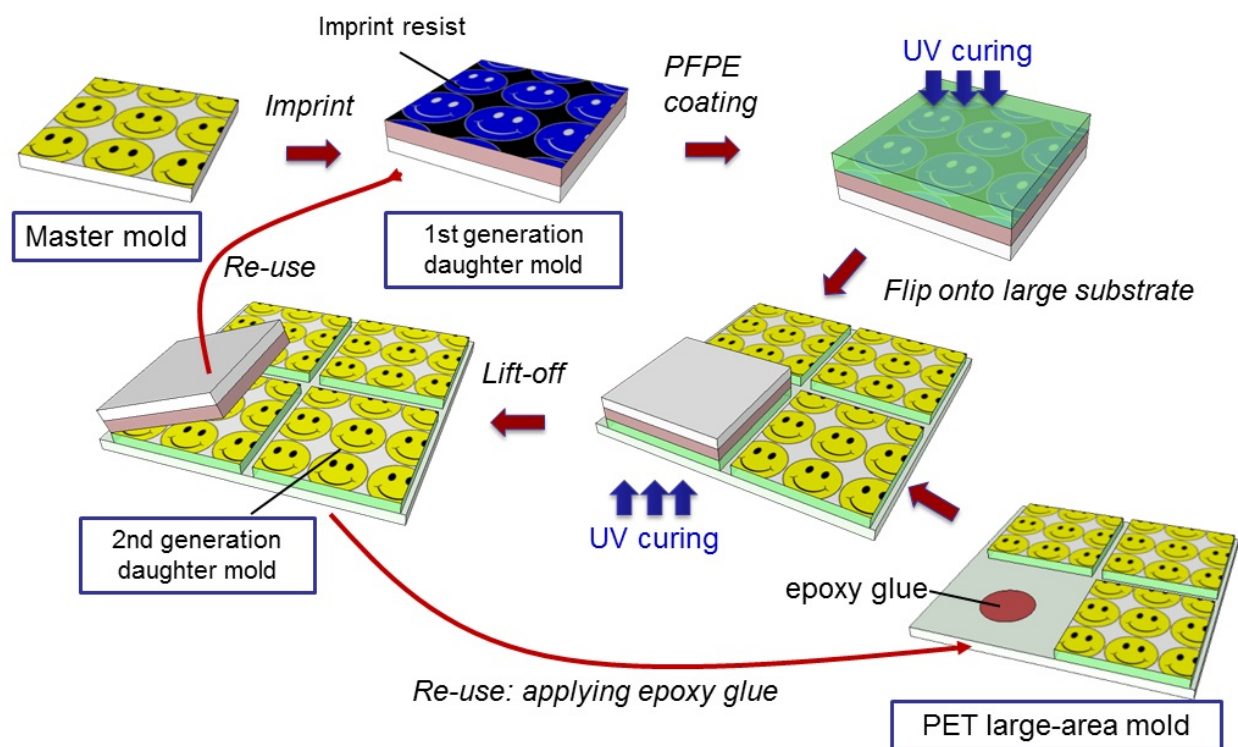 Imprint resist
Imprint
PFPE
coating
UV curing
Master mold
1st generation
daughter mold
Re-use
Flip onto large substrate
Lift-off
2nd generation
daughter mold
UV curing
epoxy glue
Re-use: applying epoxy glue
PET large-area mold